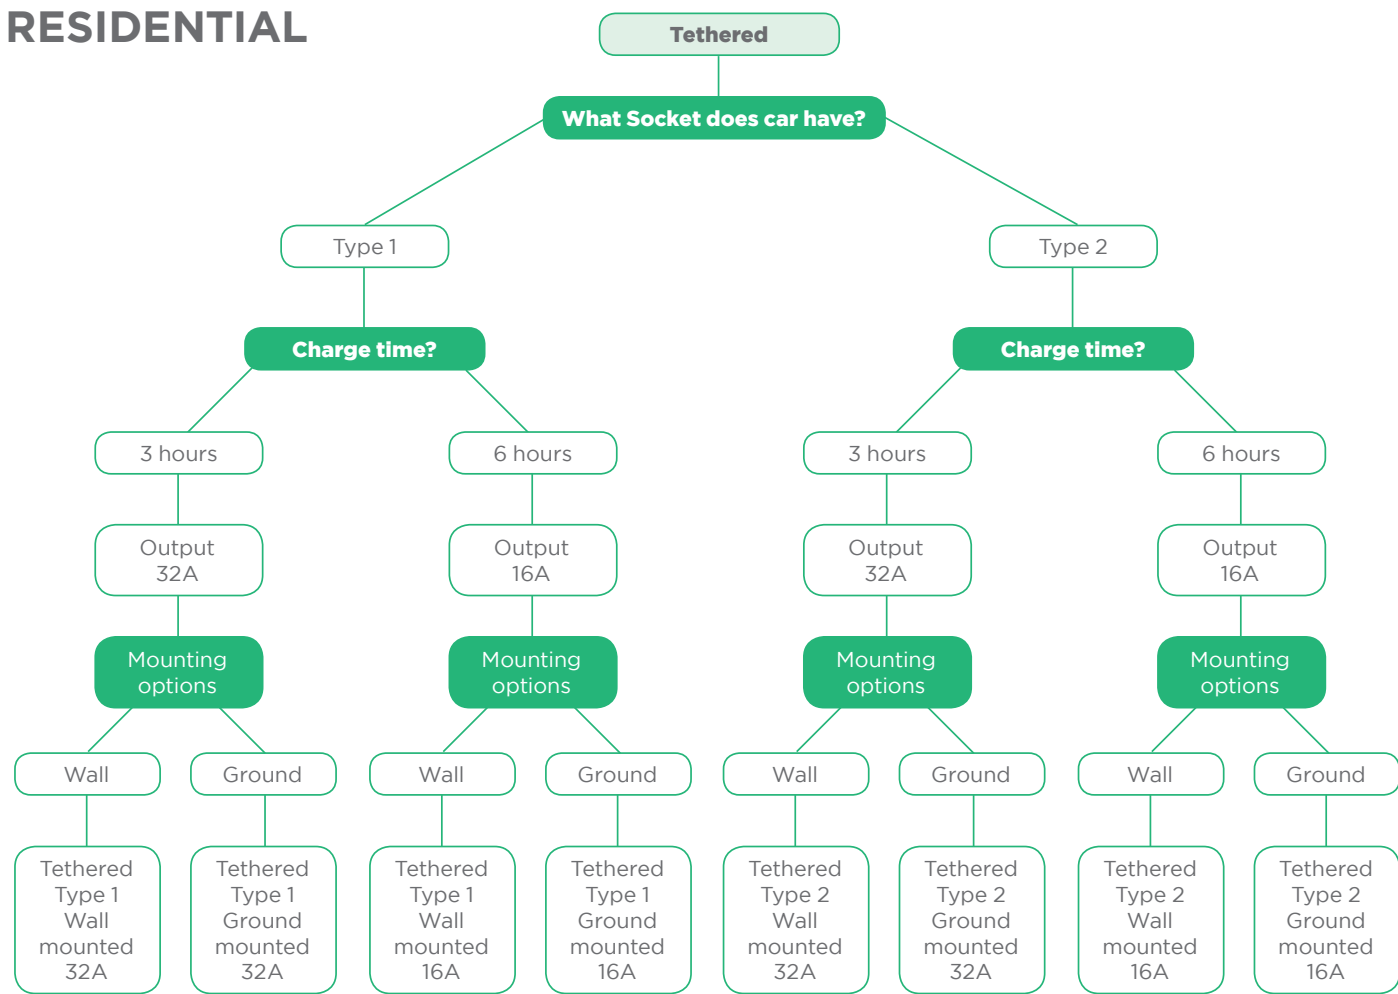 RESIDENTIAL
Tethered
What Socket does car have?
Type 1
Type 2
Charge time?
Charge time?
3 hours
6 hours
3 hours
6 hours
Output
32A
Output
16A
Output
32A
Output
16A
Mounting
options
Mounting
options
Mounting
options
Mounting
options
Wall
Ground
Wall
Ground
Wall
Ground
Wall
Ground
Tethered
Type 1
Wall
mounted
32A
Tethered
Type 1
Ground
mounted
32A
Tethered
Type 1
Wall
mounted
16A
Tethered
Type 1
Ground
mounted
16A
Tethered
Type 2
Wall
mounted
32A
Tethered
Type 2
Ground
mounted
32A
Tethered
Type 2
Wall
mounted
16A
Tethered
Type 2
Ground
mounted
16A